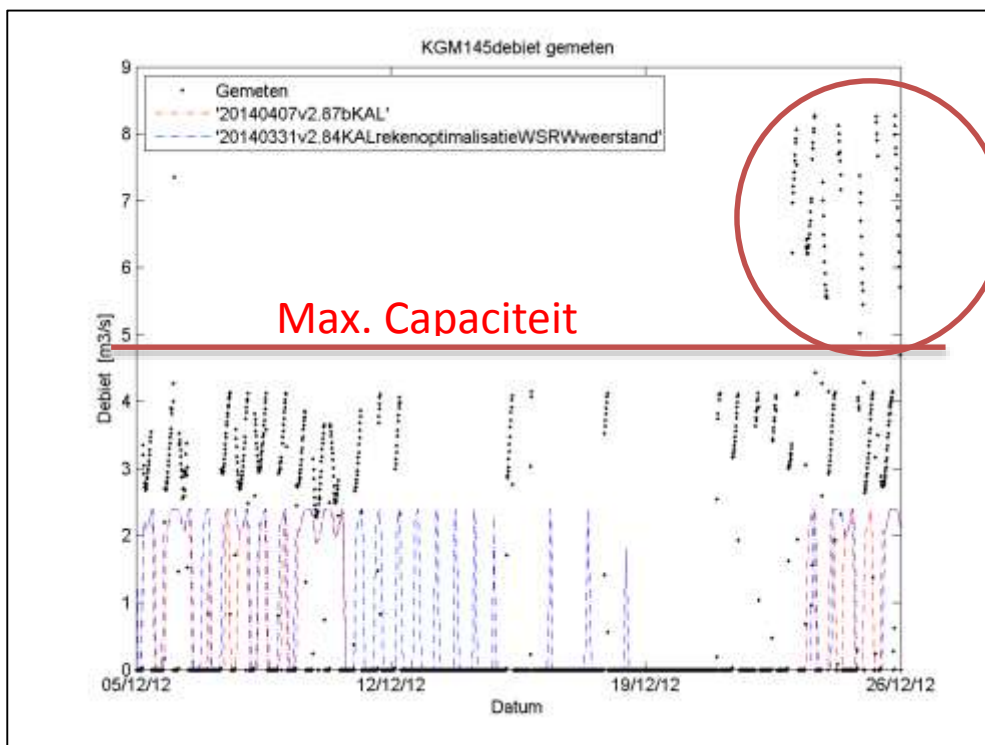 KGM145debiet gemeten
Gemeten
'20140407v2.87bKAL'
'20140331v2.84KALrekenoptimalisatieWSRWweerstand'
9
8
7
6
Max. Capaciteit
5
4
3
2
1
0
Debiet [m3/s]
05/12/12
12/12/12
19/12/12
26/12/12
Datum